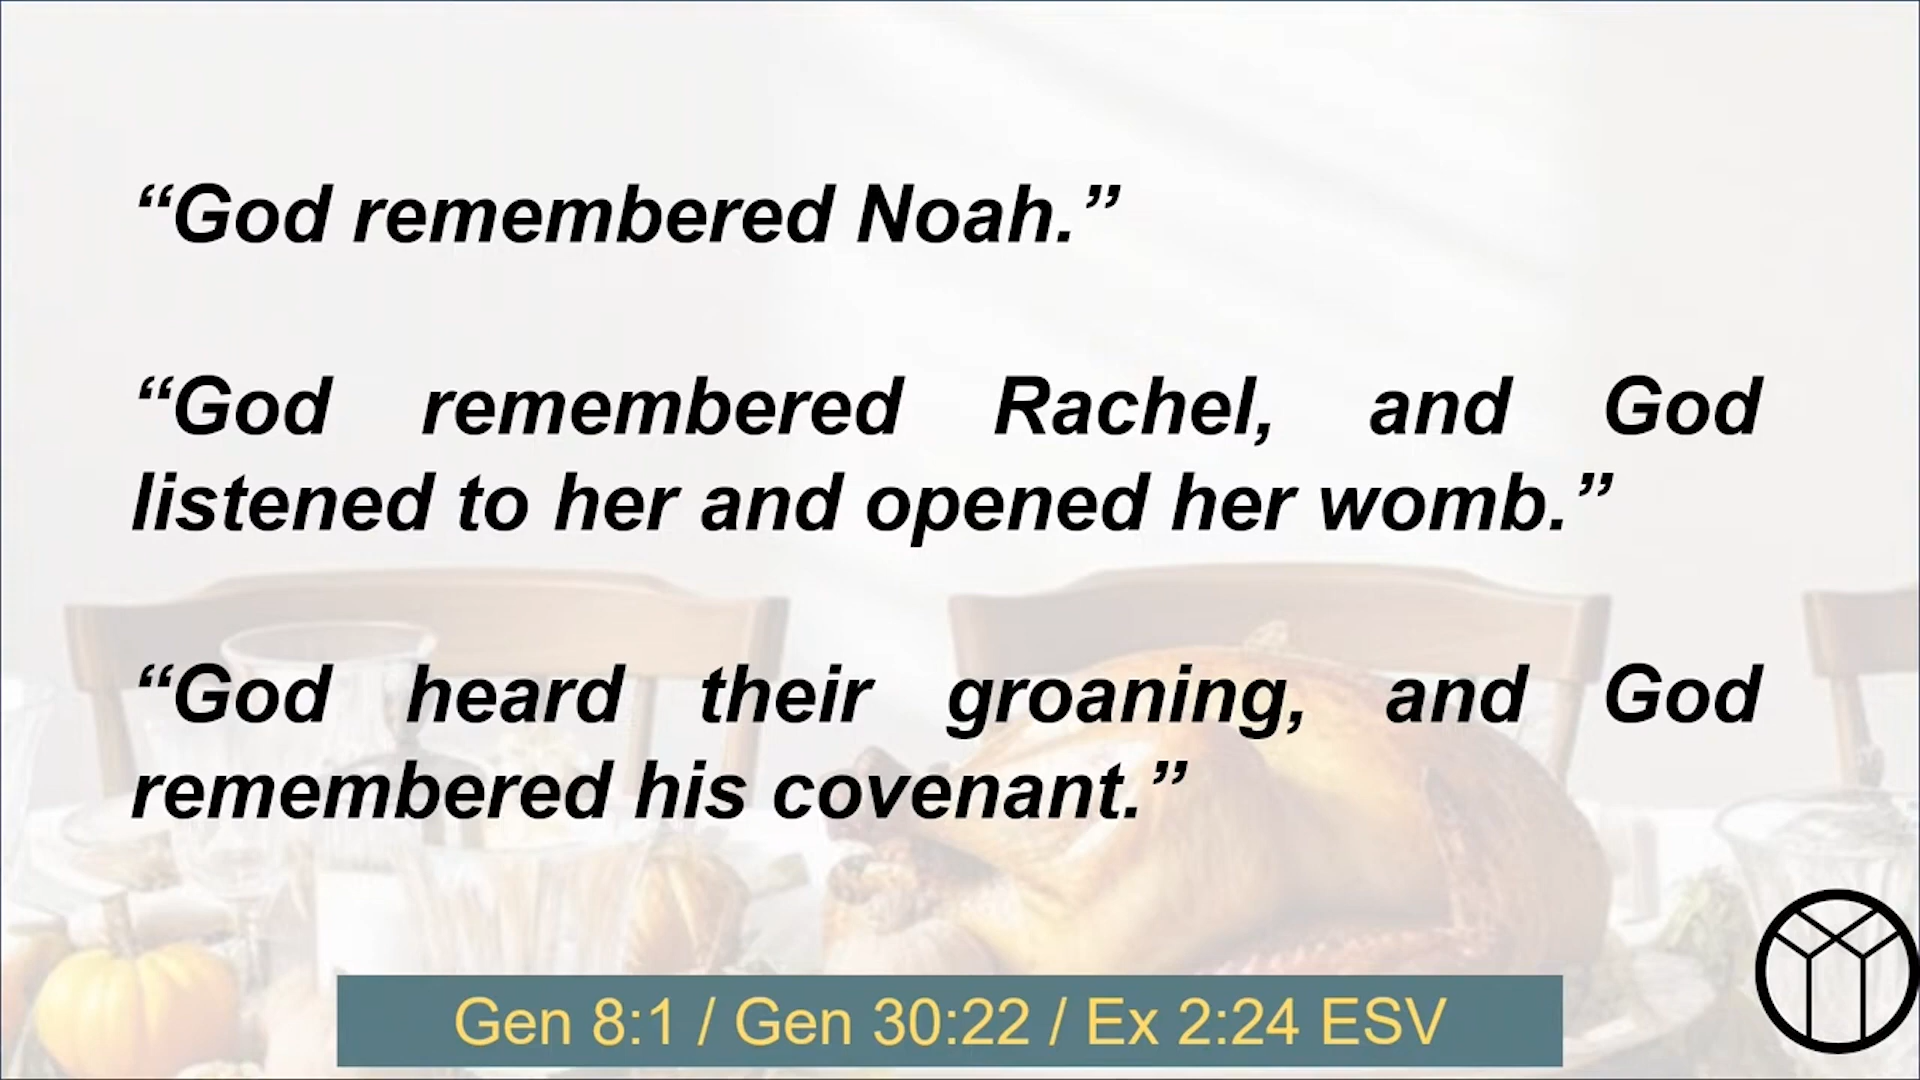 “God remembered Noah.”
“God remembered Rachel, and God
listened to her and opened her womb.”
“God heard their groaning, and God
remembered his covenant.”
Gen 8:1 / Gen 30:22 / Ex 2:24 ESV